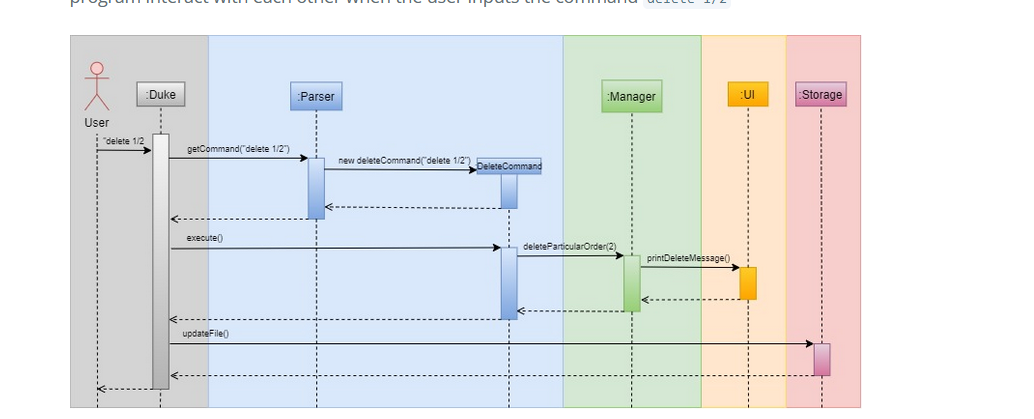 program interact with each other when the user inputs the command delete 1/2
:Duke
:Parser
:Manager
:UI
:Storage
User
"delete 1/2
getCommand("delete 1/2")
new deleteCommand("delete 1/2")
DeleteCommand
execute()
deleteParticularOrder(2)
printDeleteMessage()
updateFile()